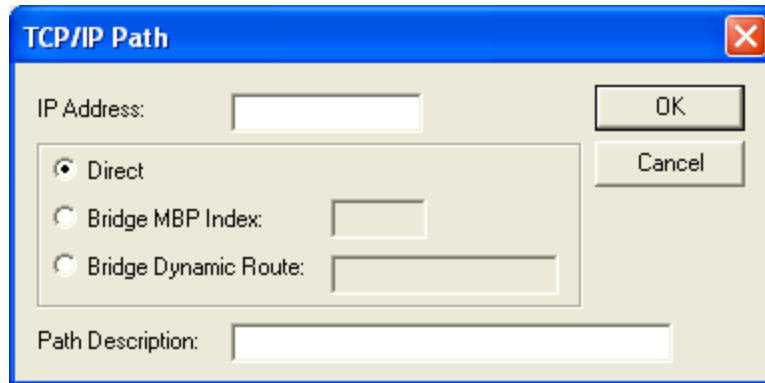 TCP/IP Path
IP Address:
OK
Direct
Cancel
Bridge MBP Index:
Bridge Dynamic Route:
Path Description: